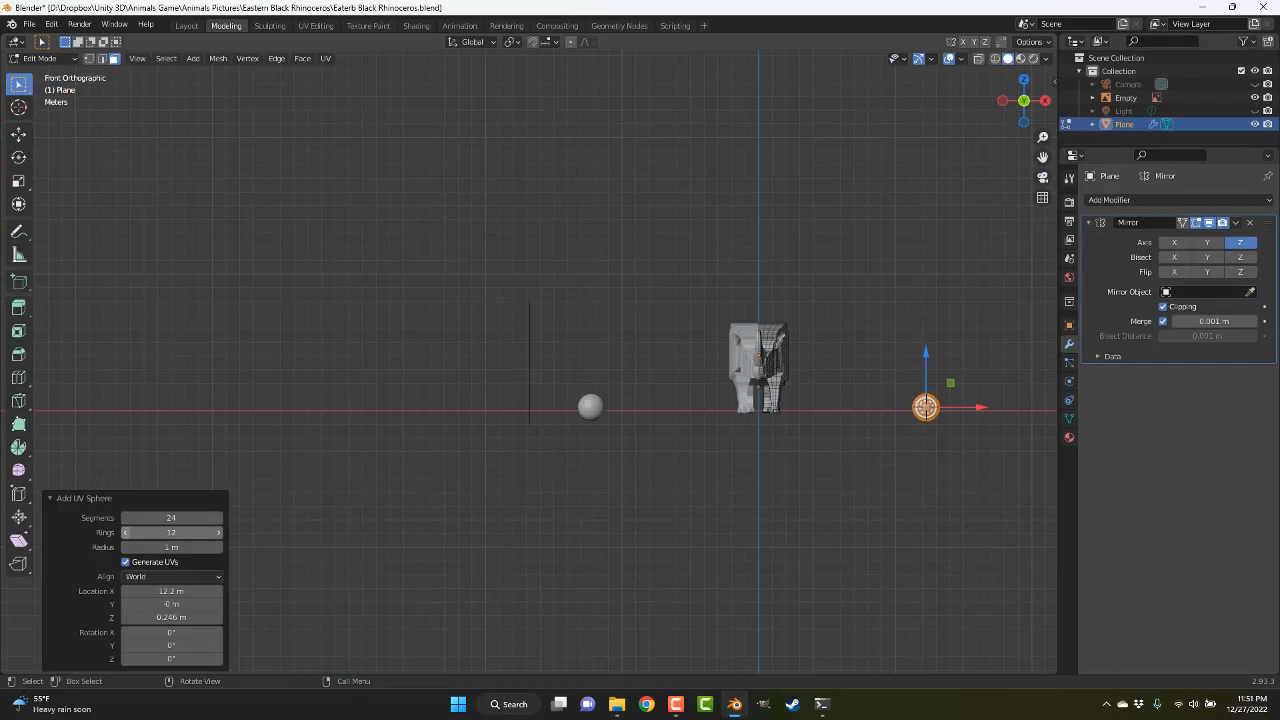 Blender* [D:\Dropbox\Unity 3D\Animals Game\Animals Pictures\Eastern Black Rhinoceros\Eaterb Black Rhinoceros.blend]
File Edit Render Window Help Layout Modeling Sculpting UV Editing Texture Paint Shading Animation Rendering Compositing Geometry Nodes Scripting + Scene View Layer
Global X Y Z Options
Edit Mode View Select Add Mesh Vertex Edge Face UV
Front Orthographic
(1) Plane
Meters
Z
Y
X
Scene Collection
Collection
Camera
Empty
Light
Plane
Plane Mirror
Add Modifier
Mirror
Axis X Y Z
Bisect X Y Z
Flip X Y Z
Mirror Object
Clipping
Merge 0.001 m
Bisect Distance 0.001 m
Data
Add UV Sphere
Segments 24
Rings 12
Radius 1 m
Generate UVs
Align World
Location X 12.2 m
Y -0 m
Z 0.246 m
Rotation X 0°
Y 0°
Z 0°
Select Box Select Rotate View Call Menu 2.93.3
55°F
Heavy rain soon
Search
11:51 PM
12/27/2022